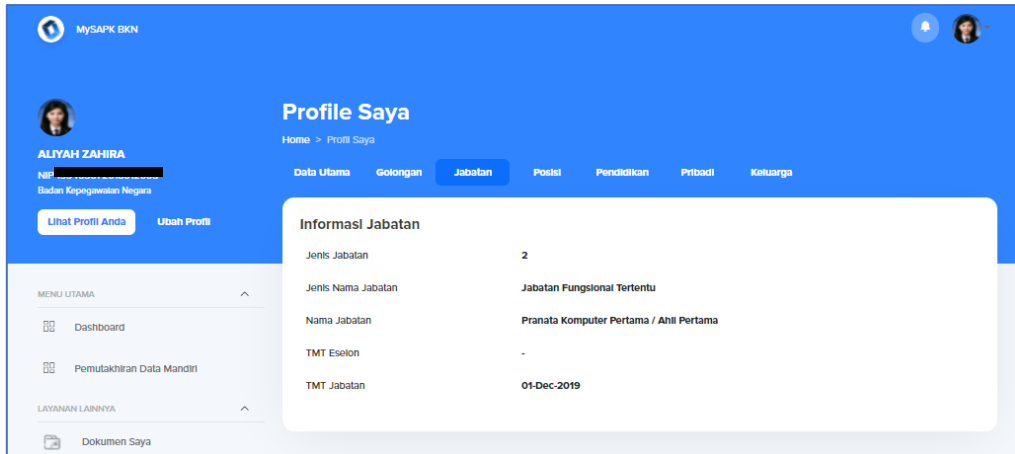 MySAPK BKN
ALIYAH ZAHIRA
NIP
Badan Kepegawaian Negara
Lihat Profil Anda
Ubah Profil
MENU UTAMA
Dashboard
Pemutakhiran Data Mandiri
LAYANAN LAINNYA
Dokumen Saya
Profile Saya
Home > Profil Saya
Data Utama Golongan Jabatan Posisi Pendidikan Pribadi Keluarga
Informasi Jabatan
Jenis Jabatan 2
Jenis Nama Jabatan Jabatan Fungsional Tertentu
Nama Jabatan Pranata Komputer Pertama / Ahli Pertama
TMT Eselon -
TMT Jabatan 01-Dec-2019